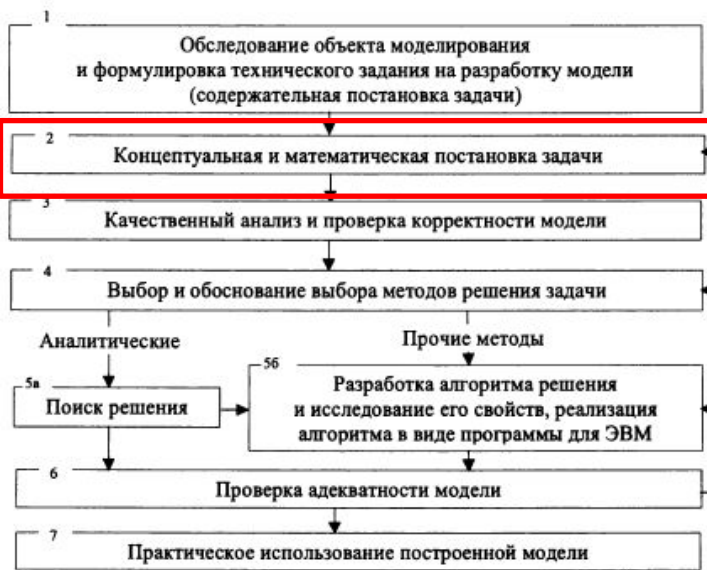 1
Обследование объекта моделирования
и формулировка технического задания на разработку модели
(содержательная постановка задачи)
2
Концептуальная и математическая постановка задачи
3
Качественный анализ и проверка корректности модели
4
Выбор и обоснование выбора методов решения задачи
Аналитические
Прочие методы
5а
Поиск решения
5б
Разработка алгоритма решения
и исследование его свойств, реализация
алгоритма в виде программы для ЭВМ
6
Проверка адекватности модели
7
Практическое использование построенной модели